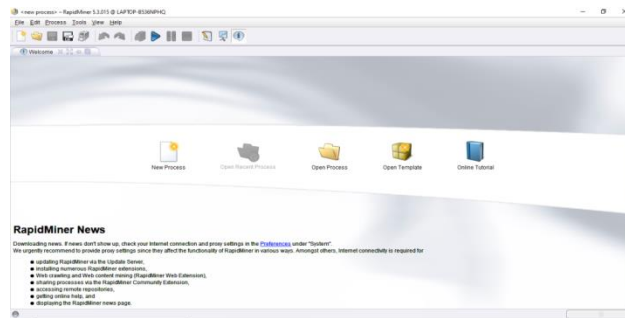 <new process> – RapidMiner 5.3.013 @ LAPTOP-B536NPHQ
File Edit Process Tools View Help
Welcome
New Process Open Recent Process Open Process Open Template Online Tutorial
RapidMiner News
Downloading news. If news don't show up, check your Internet connection and proxy settings in the Preferences under "System".
We urgently recommend to provide proxy settings since they affect the functionality of RapidMiner in various ways. Amongst others, Internet connectivity is required for
● updating RapidMiner via the Update Server,
● installing numerous RapidMiner extensions,
● Web crawling and Web content mining (RapidMiner Web Extension),
● sharing processes via the RapidMiner Community Extension,
● accessing remote repositories,
● getting online help, and
● displaying the RapidMiner news page.